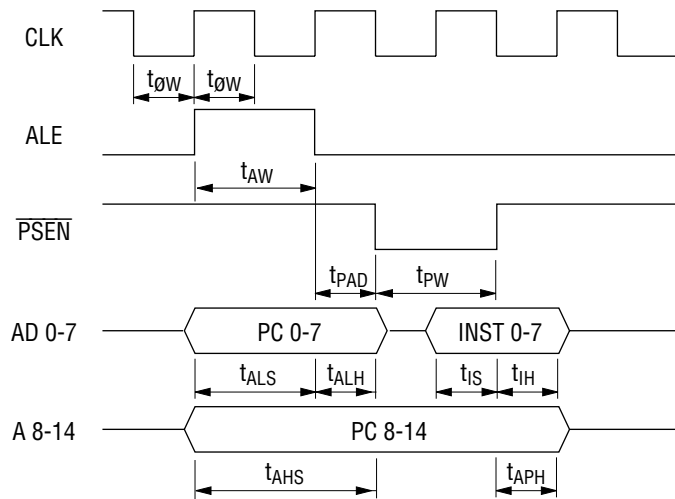 CLK
tøW tøW
ALE
tAW
PSEN
tPAD tPW
AD 0-7 PC 0-7 INST 0-7
tALS tALH tIS tIH
A 8-14 PC 8-14
tAHS tAPH